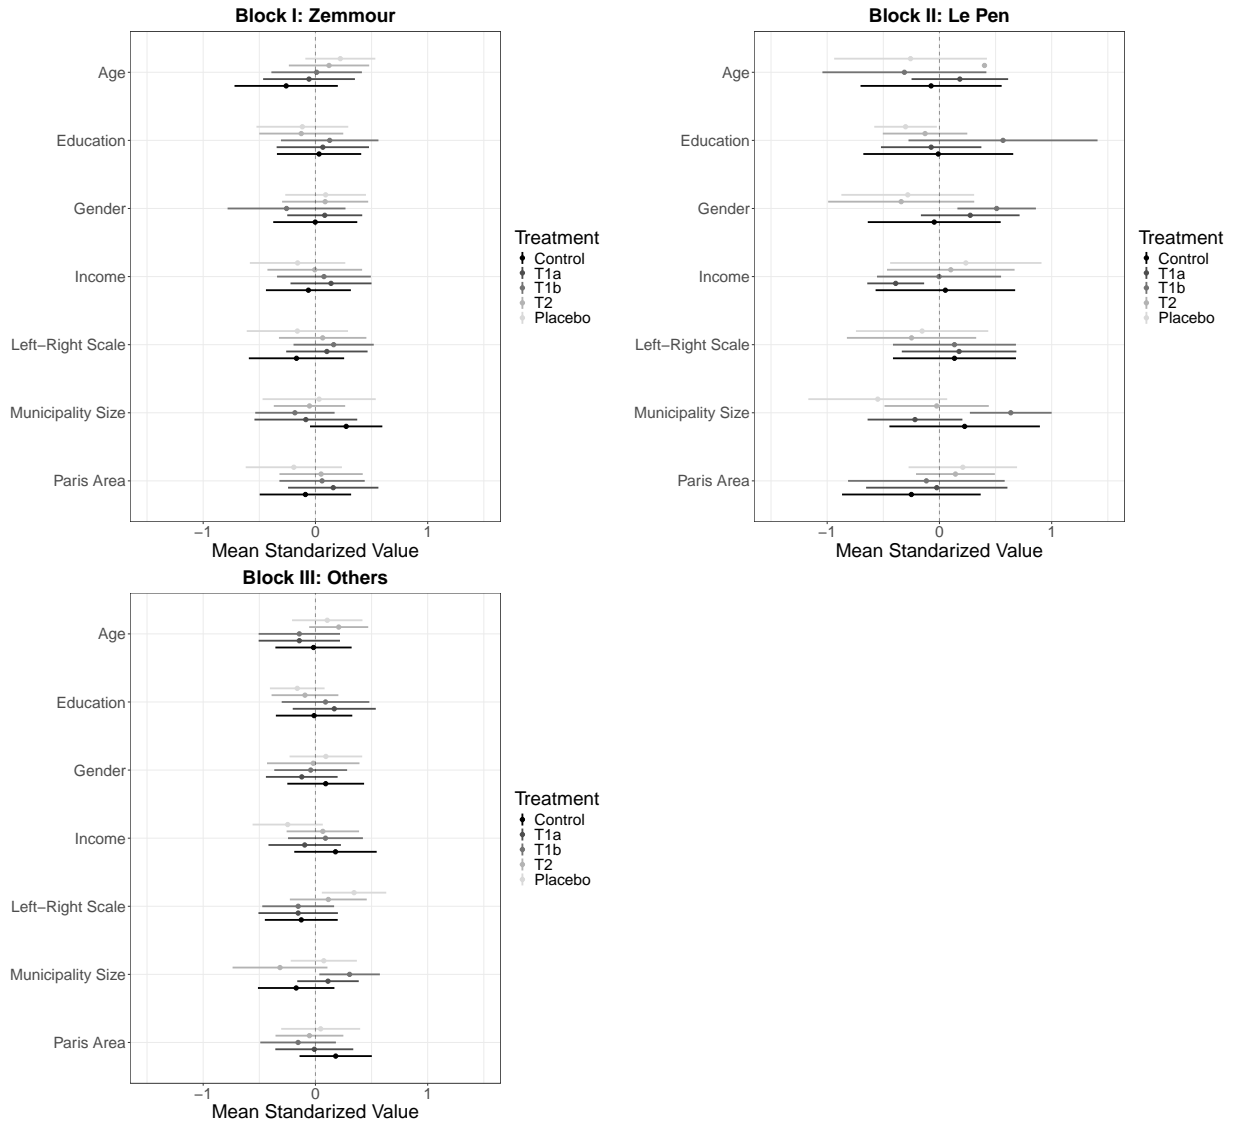 Block I: Zemmour
Age
Education
Gender
Income
Left−Right Scale
Municipality Size
Paris Area
−1 0 1
Mean Standarized Value
Treatment
Control
T1a
T1b
T2
Placebo
Block II: Le Pen
Age
Education
Gender
Income
Left−Right Scale
Municipality Size
Paris Area
−1 0 1
Mean Standarized Value
Treatment
Control
T1a
T1b
T2
Placebo
Block III: Others
Age
Education
Gender
Income
Left−Right Scale
Municipality Size
Paris Area
−1 0 1
Mean Standarized Value
Treatment
Control
T1a
T1b
T2
Placebo